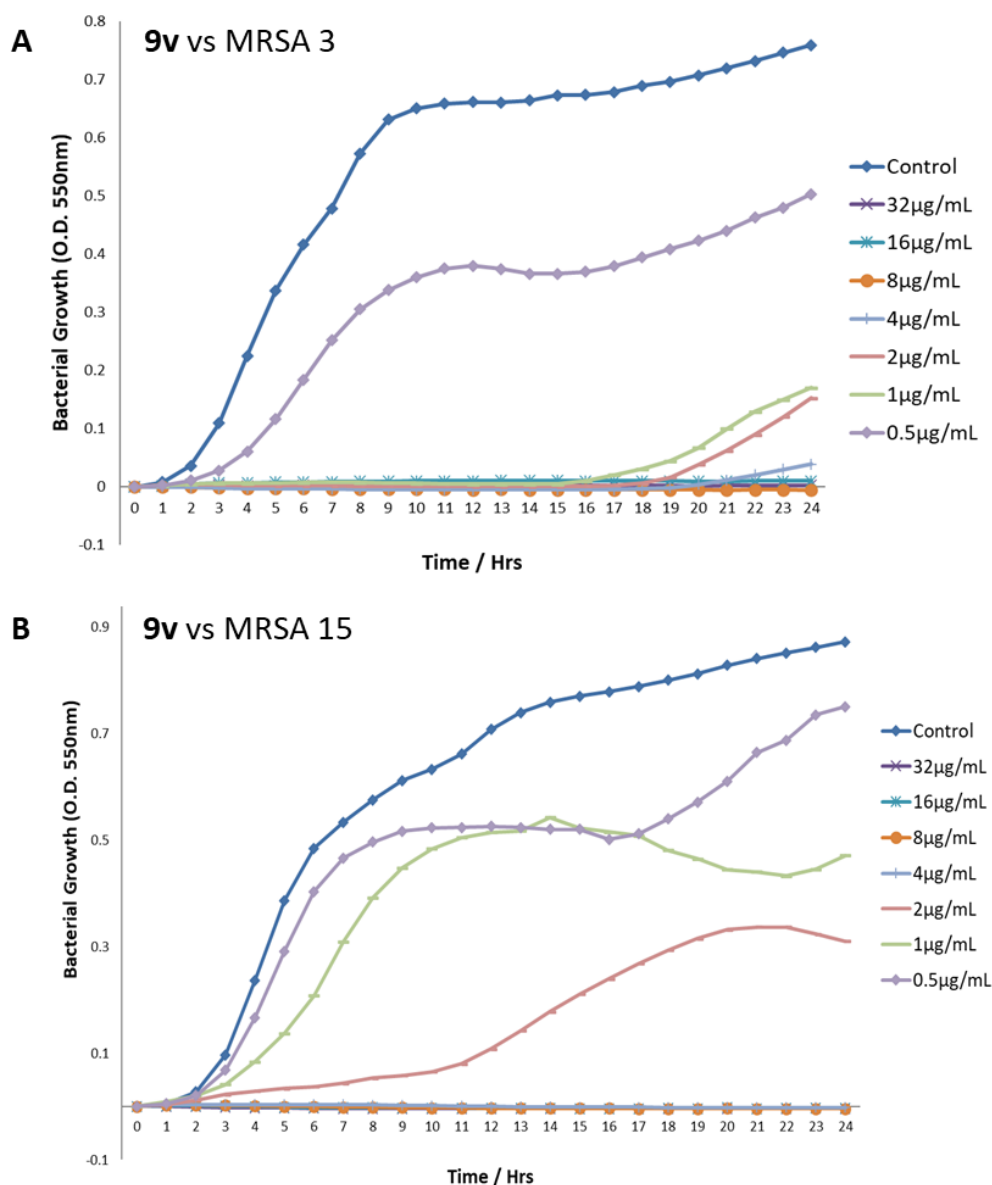 A
9v vs MRSA 3
Bacterial Growth (O.D. 550nm)
0.8
0.7
0.6
0.5
0.4
0.3
0.2
0.1
0
-0.1
0 1 2 3 4 5 6 7 8 9 10 11 12 13 14 15 16 17 18 19 20 21 22 23 24
Time / Hrs
Control
32µg/mL
16µg/mL
8µg/mL
4µg/mL
2µg/mL
1µg/mL
0.5µg/mL
B
9v vs MRSA 15
Bacterial Growth (O.D. 550nm)
0.9
0.7
0.5
0.3
0.1
-0.1
0 1 2 3 4 5 6 7 8 9 10 11 12 13 14 15 16 17 18 19 20 21 22 23 24
Time / Hrs
Control
32µg/mL
16µg/mL
8µg/mL
4µg/mL
2µg/mL
1µg/mL
0.5µg/mL